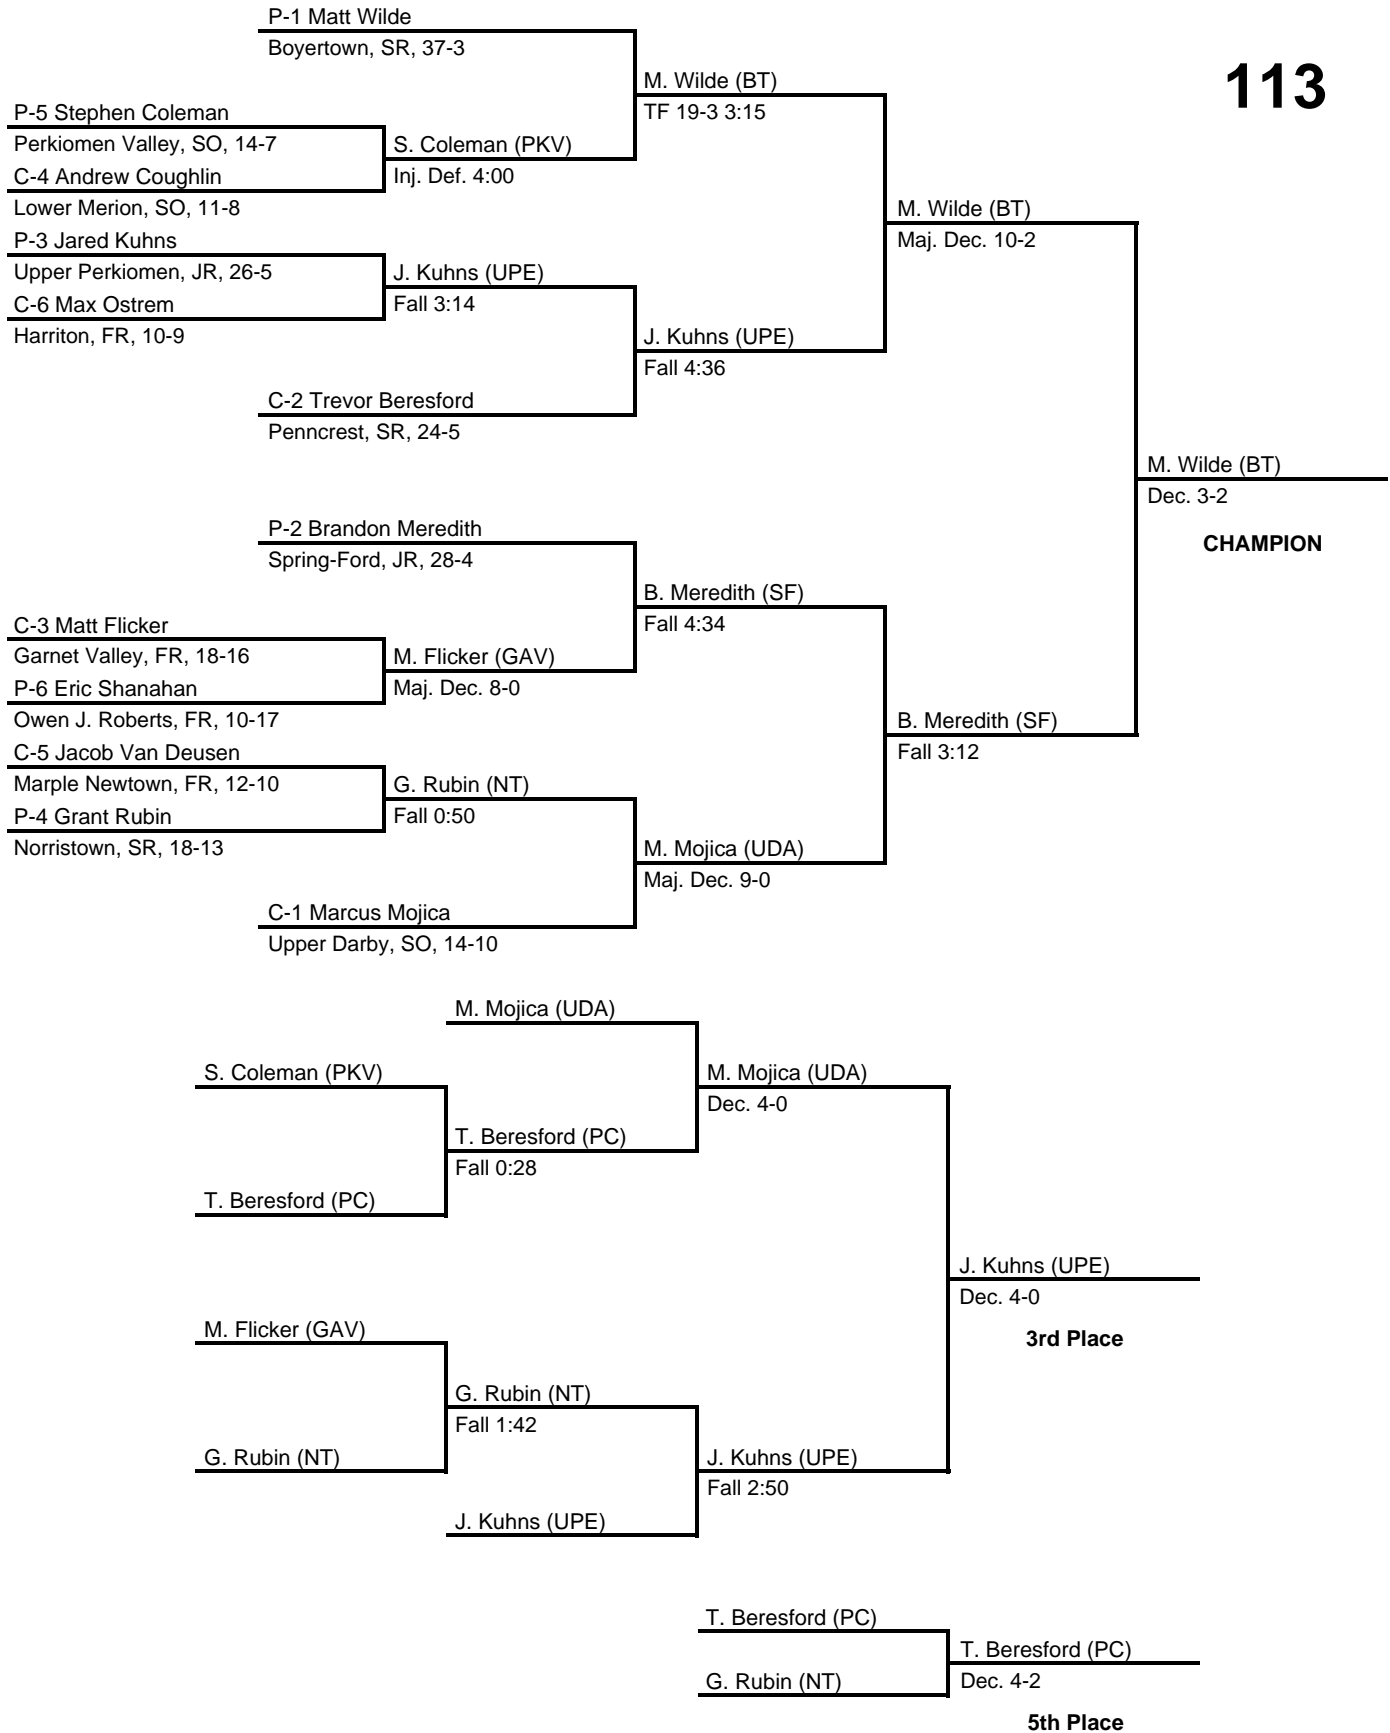 P-1 Matt Wilde
Boyertown, SR, 37-3
113
M. Wilde (BT)
TF 19-3 3:15
P-5 Stephen Coleman
Perkiomen Valley, SO, 14-7
S. Coleman (PKV)
Inj. Def. 4:00
C-4 Andrew Coughlin
Lower Merion, SO, 11-8
M. Wilde (BT)
Maj. Dec. 10-2
P-3 Jared Kuhns
Upper Perkiomen, JR, 26-5
J. Kuhns (UPE)
Fall 3:14
C-6 Max Ostrem
Harriton, FR, 10-9
J. Kuhns (UPE)
Fall 4:36
C-2 Trevor Beresford
Penncrest, SR, 24-5
M. Wilde (BT)
Dec. 3-2
CHAMPION
P-2 Brandon Meredith
Spring-Ford, JR, 28-4
B. Meredith (SF)
Fall 4:34
C-3 Matt Flicker
Garnet Valley, FR, 18-16
M. Flicker (GAV)
Maj. Dec. 8-0
P-6 Eric Shanahan
Owen J. Roberts, FR, 10-17
B. Meredith (SF)
Fall 3:12
C-5 Jacob Van Deusen
Marple Newtown, FR, 12-10
G. Rubin (NT)
Fall 0:50
P-4 Grant Rubin
Norristown, SR, 18-13
M. Mojica (UDA)
Maj. Dec. 9-0
C-1 Marcus Mojica
Upper Darby, SO, 14-10
M. Mojica (UDA)
S. Coleman (PKV)
M. Mojica (UDA)
Dec. 4-0
T. Beresford (PC)
Fall 0:28
T. Beresford (PC)
J. Kuhns (UPE)
Dec. 4-0
3rd Place
M. Flicker (GAV)
G. Rubin (NT)
Fall 1:42
G. Rubin (NT)
J. Kuhns (UPE)
Fall 2:50
J. Kuhns (UPE)
T. Beresford (PC)
T. Beresford (PC)
Dec. 4-2
G. Rubin (NT)
5th Place